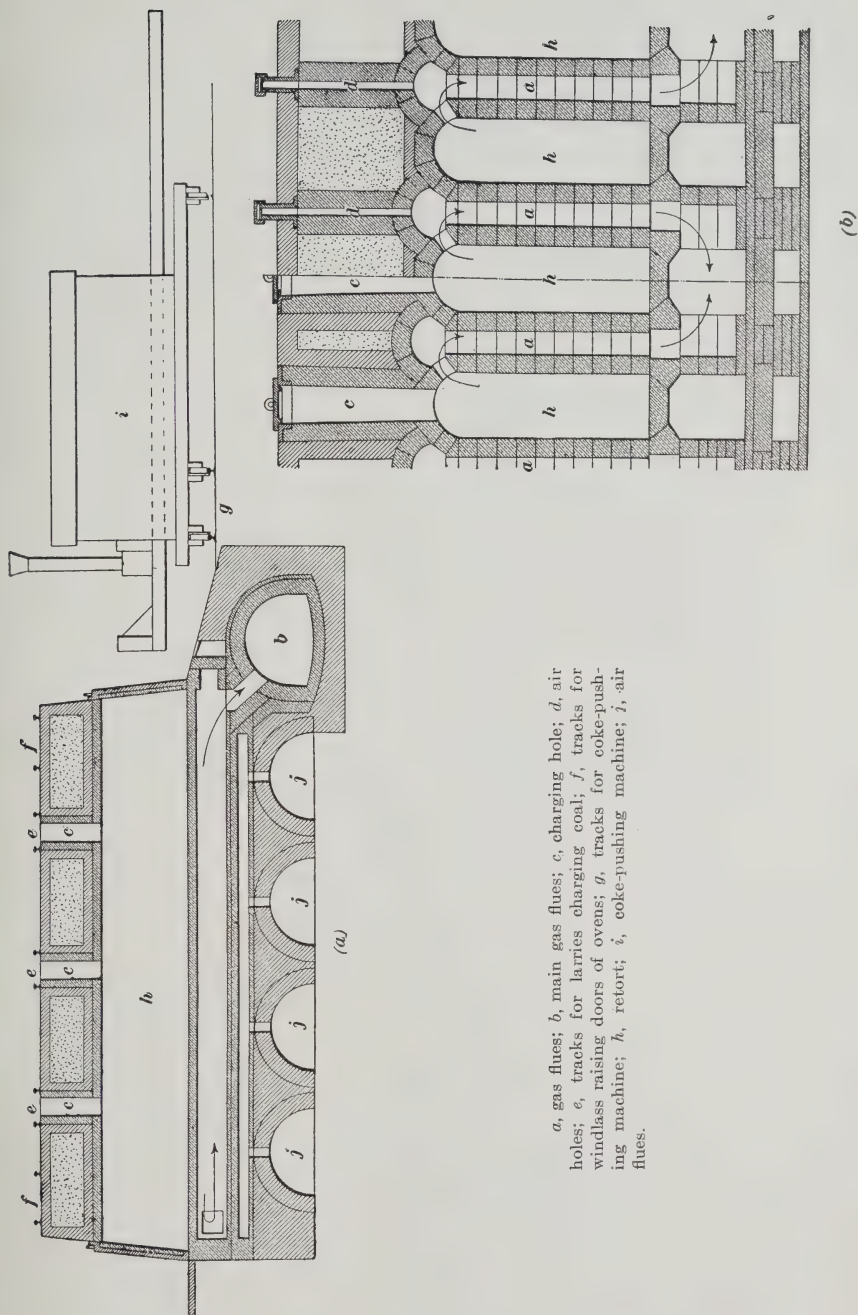 f
e
e
e
f
c
c
c
h
b
j
j
j
j
(a)
i
g
c
c
d
d
a
h
a
h
a
h
a
h
(b)
a, gas flues; b, main gas flues; c, charging hole; d, air
holes; e, tracks for larries charging coal; f, tracks for
windlass raising doors of ovens; g, tracks for coke-push-
ing machine; h, retort; i, coke-pushing machine; j, air
flues.